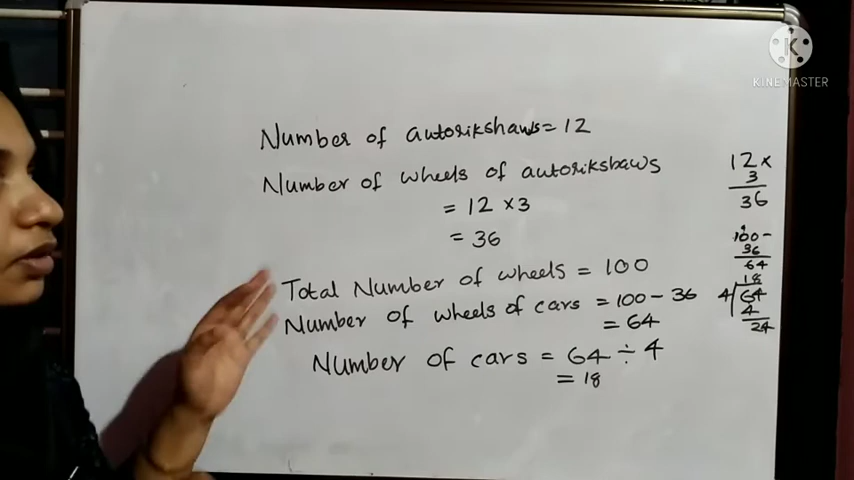 Number of autorikshaws = 12
Number of wheels of autorikshaws
= 12 × 3
= 36
Total Number of wheels = 100
Number of wheels of cars = 100 - 36
= 64
Number of cars = 64 ÷ 4
= 18
12 ×
3
36
100 -
36
64
18
4 64
4
24
K
KINEMASTER